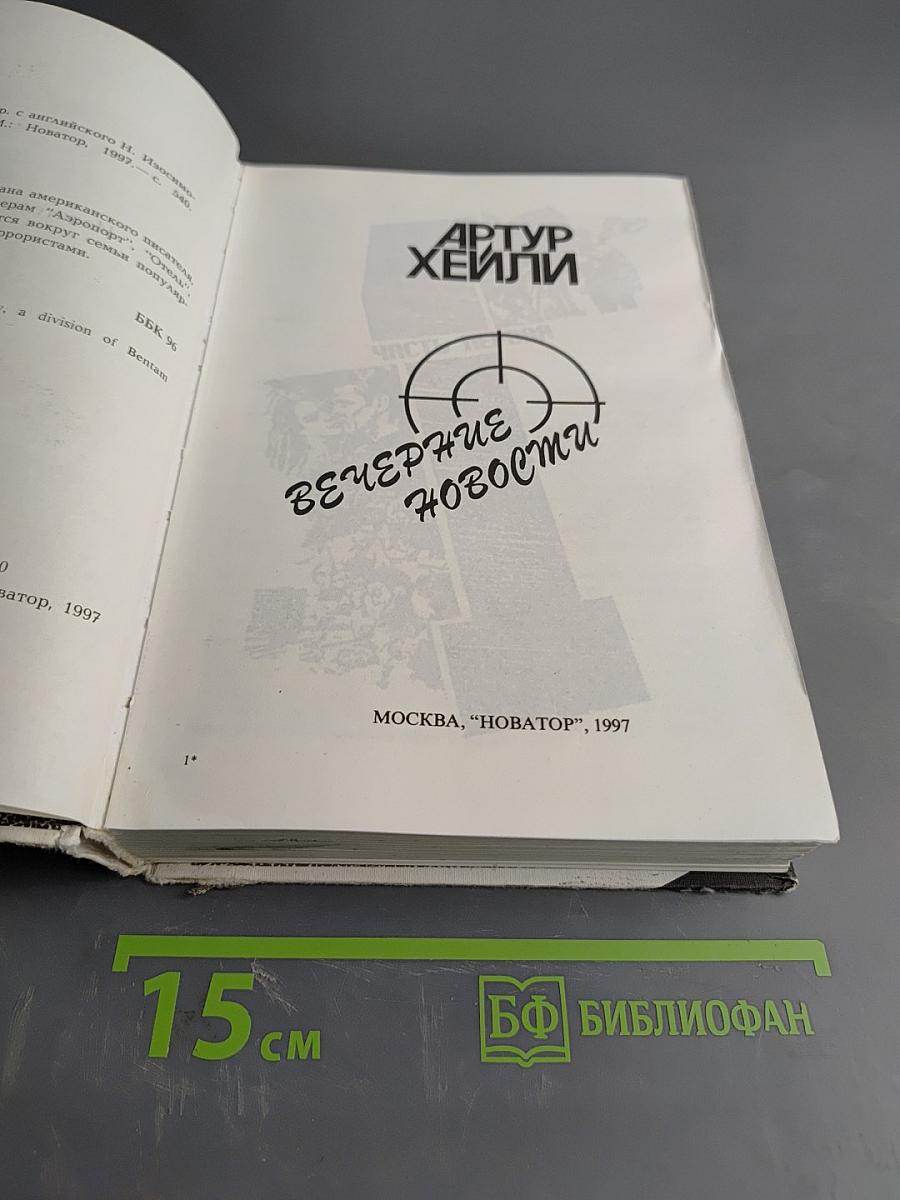 р. с английского Н. Изосимо-
М.: Новатор, 1997.— с. 540.
ана американского писателя,
ерам "Аэропорт", "Отель",
тся вокруг семьи популяр.
ррористами.
ББК 96
y, a division of Bentam
0
ватор, 1997
АРТУР
ХЕЙЛИ
ВЕЧЕРНИЕ
НОВОСТИ
МОСКВА, "НОВАТОР", 1997
1*
15 см
БФ БИБЛИОФАН